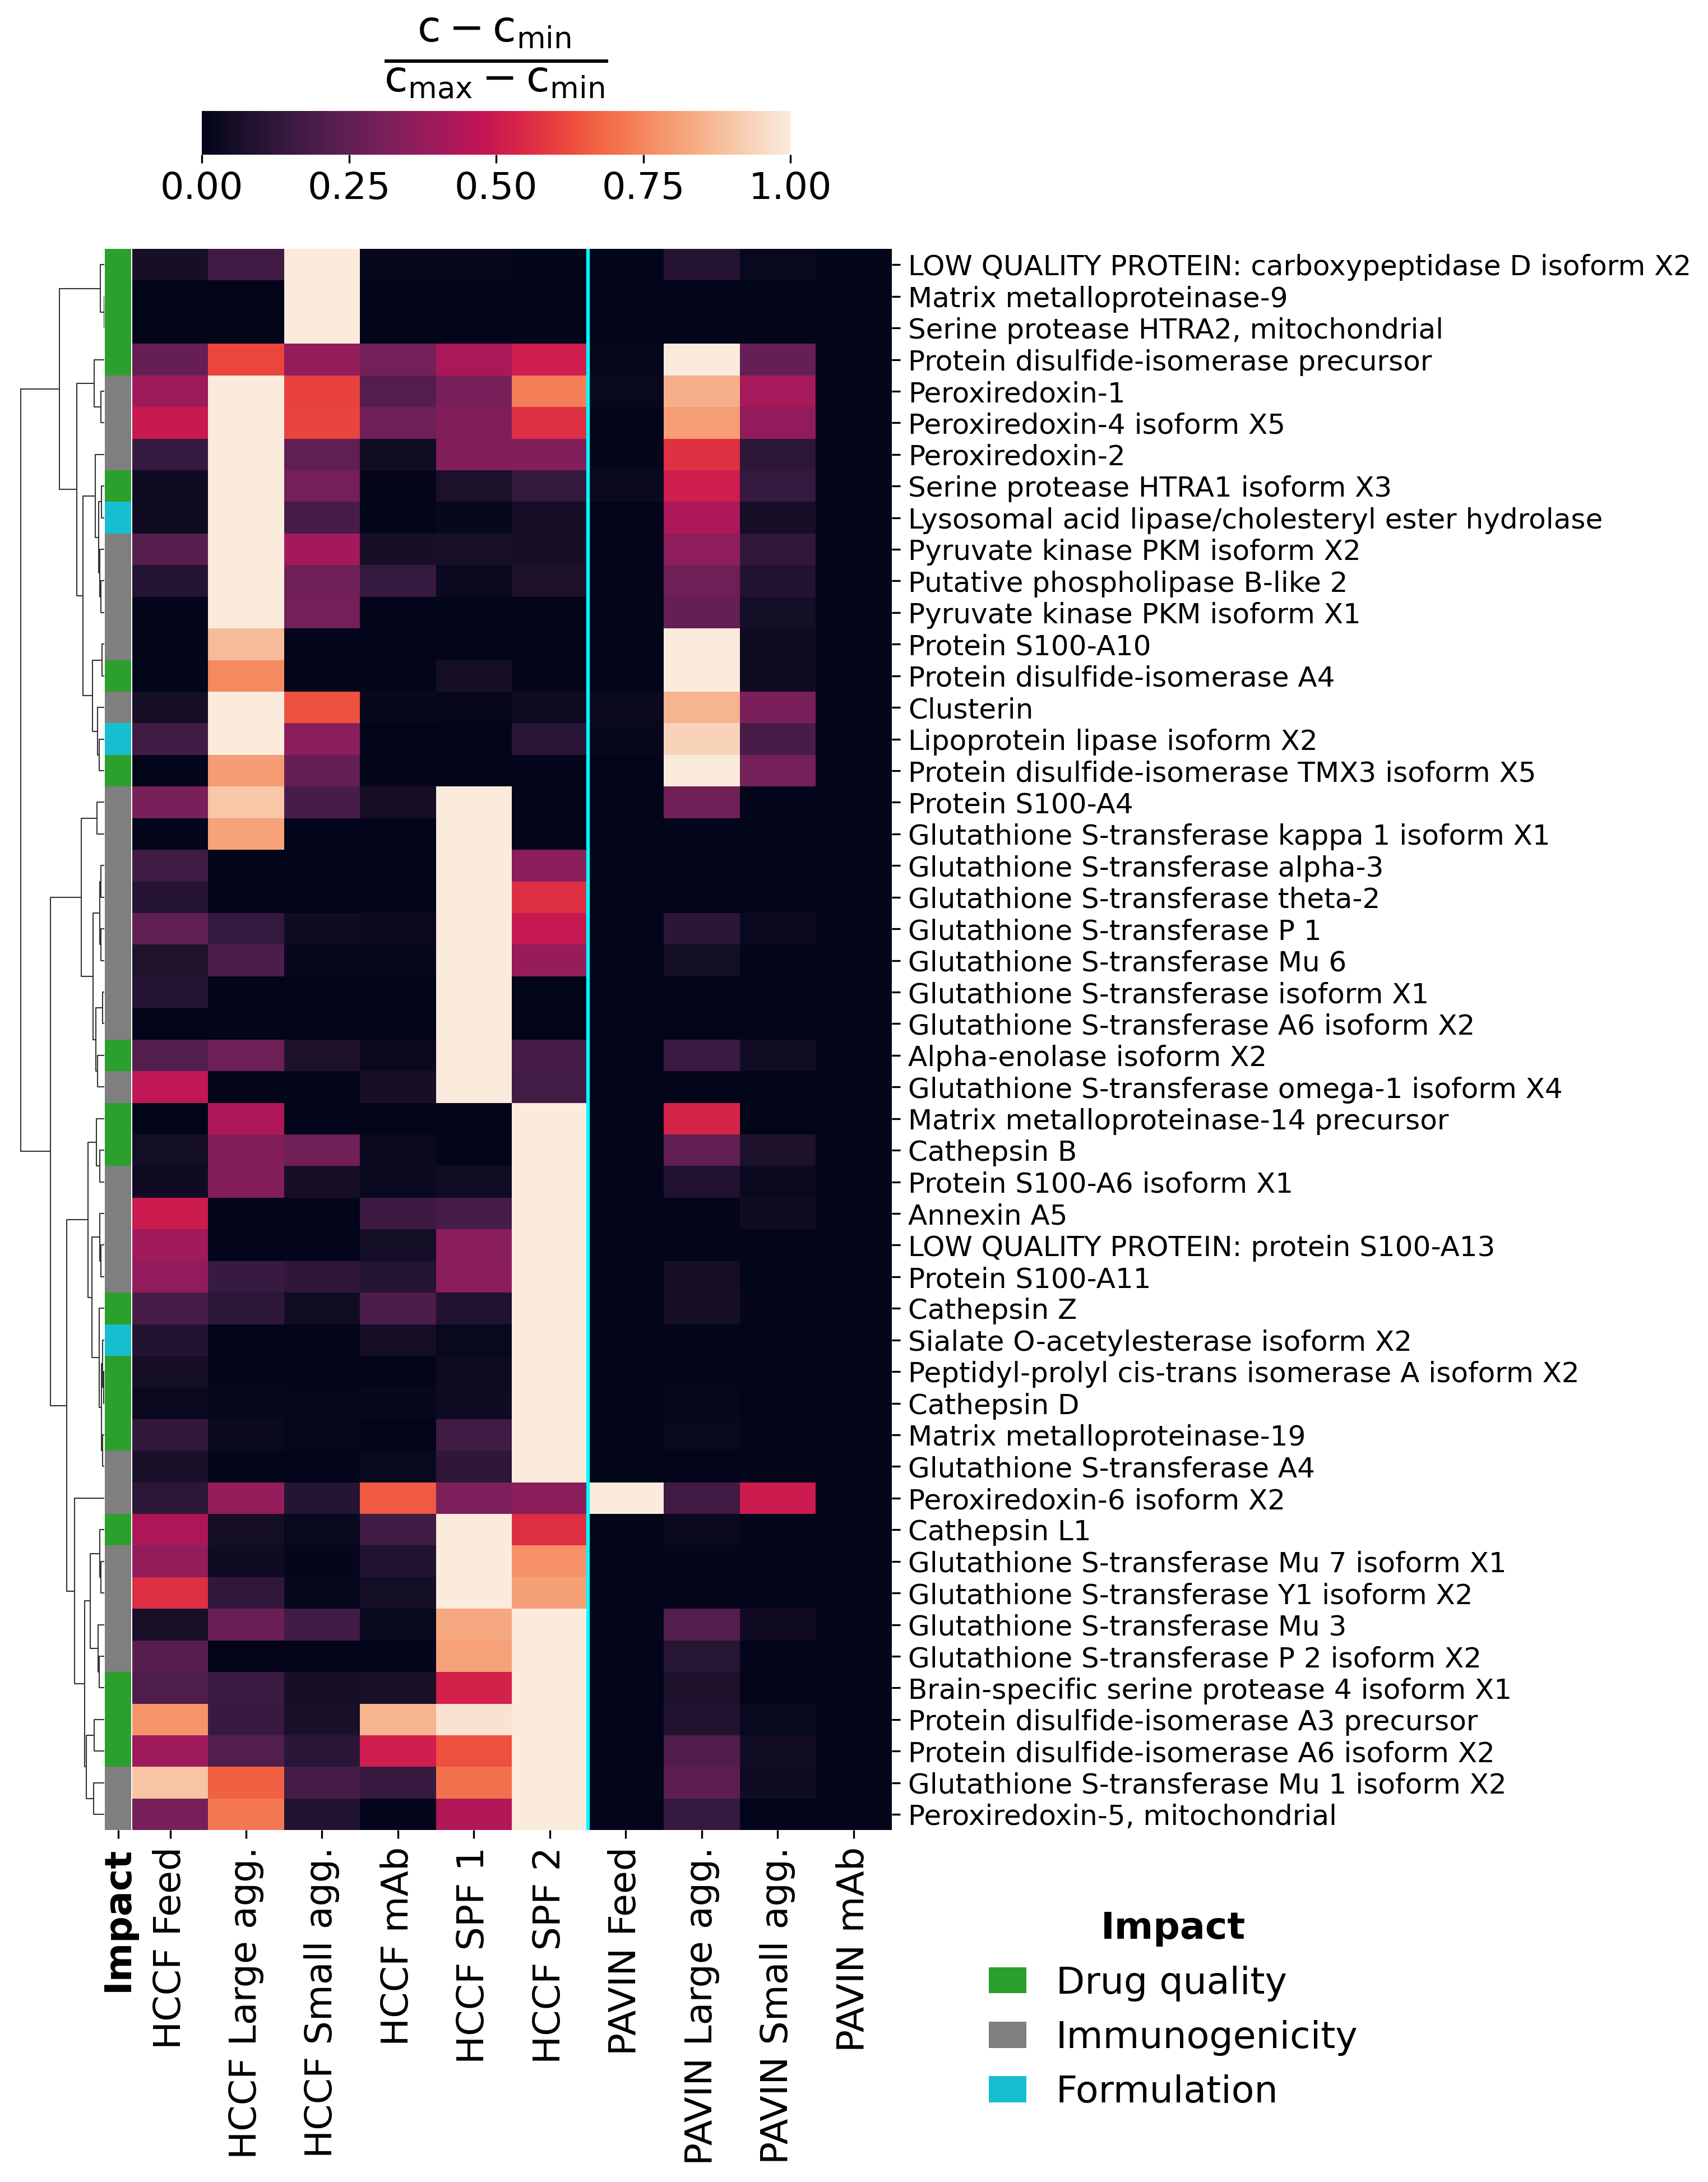 c − cmin
cmax − cmin
0.00 0.25 0.50 0.75 1.00
LOW QUALITY PROTEIN: carboxypeptidase D isoform X2
Matrix metalloproteinase-9
Serine protease HTRA2, mitochondrial
Protein disulfide-isomerase precursor
Peroxiredoxin-1
Peroxiredoxin-4 isoform X5
Peroxiredoxin-2
Serine protease HTRA1 isoform X3
Lysosomal acid lipase/cholesteryl ester hydrolase
Pyruvate kinase PKM isoform X2
Putative phospholipase B-like 2
Pyruvate kinase PKM isoform X1
Protein S100-A10
Protein disulfide-isomerase A4
Clusterin
Lipoprotein lipase isoform X2
Protein disulfide-isomerase TMX3 isoform X5
Protein S100-A4
Glutathione S-transferase kappa 1 isoform X1
Glutathione S-transferase alpha-3
Glutathione S-transferase theta-2
Glutathione S-transferase P 1
Glutathione S-transferase Mu 6
Glutathione S-transferase isoform X1
Glutathione S-transferase A6 isoform X2
Alpha-enolase isoform X2
Glutathione S-transferase omega-1 isoform X4
Matrix metalloproteinase-14 precursor
Cathepsin B
Protein S100-A6 isoform X1
Annexin A5
LOW QUALITY PROTEIN: protein S100-A13
Protein S100-A11
Cathepsin Z
Sialate O-acetylesterase isoform X2
Peptidyl-prolyl cis-trans isomerase A isoform X2
Cathepsin D
Matrix metalloproteinase-19
Glutathione S-transferase A4
Peroxiredoxin-6 isoform X2
Cathepsin L1
Glutathione S-transferase Mu 7 isoform X1
Glutathione S-transferase Y1 isoform X2
Glutathione S-transferase Mu 3
Glutathione S-transferase P 2 isoform X2
Brain-specific serine protease 4 isoform X1
Protein disulfide-isomerase A3 precursor
Protein disulfide-isomerase A6 isoform X2
Glutathione S-transferase Mu 1 isoform X2
Peroxiredoxin-5, mitochondrial
Impact
HCCF Feed
HCCF Large agg.
HCCF Small agg.
HCCF mAb
HCCF SPF 1
HCCF SPF 2
PAVIN Feed
PAVIN Large agg.
PAVIN Small agg.
PAVIN mAb
Impact
Drug quality
Immunogenicity
Formulation